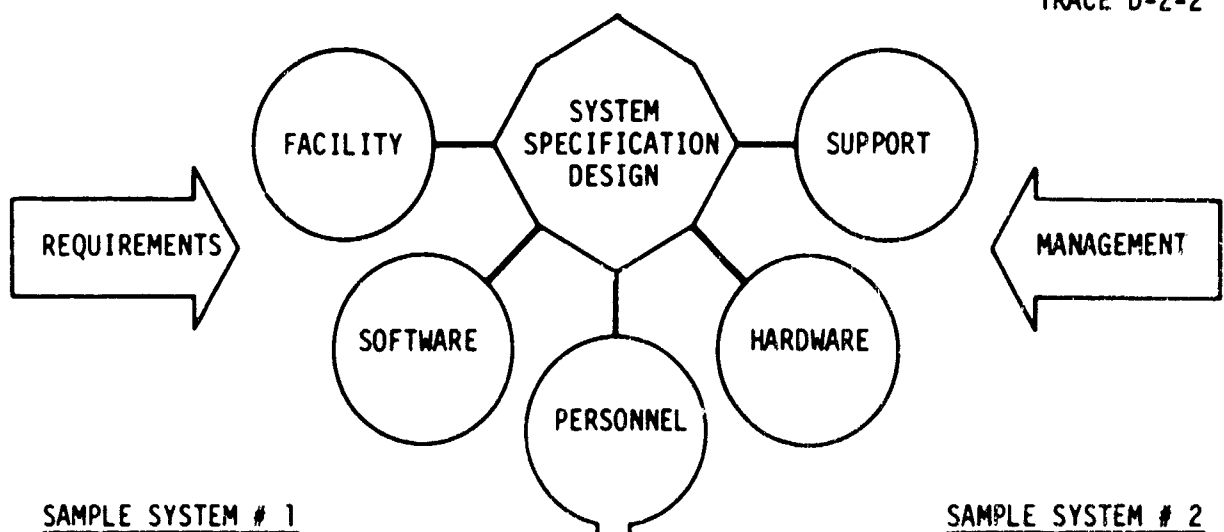 TRACE D-2-2
SYSTEM
SPECIFICATION
DESIGN
FACILITY
SUPPORT
REQUIREMENTS
MANAGEMENT
SOFTWARE
HARDWARE
PERSONNEL
SAMPLE SYSTEM # 1
SAMPLE SYSTEM # 2